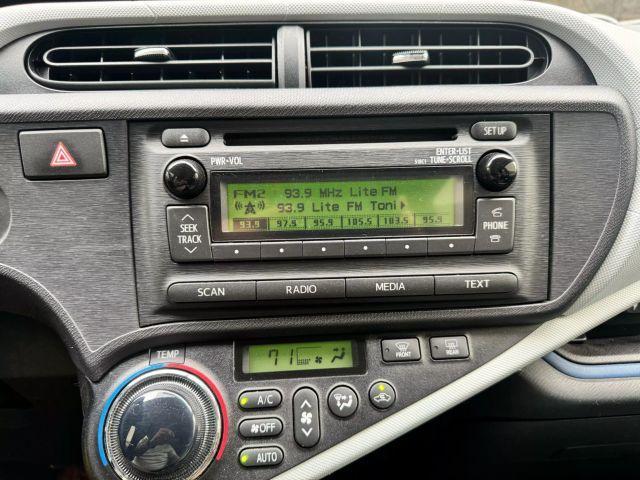 SET UP
PWR•VOL
ENTER•LIST
51BC1 TUNE•SCROLL
FM2 93.9 MHz Lite FM
93.9 Lite FM Toni
93.9 97.9 95.9 105.5 103.5 95.9
SEEK
TRACK
PHONE
SCAN RADIO MEDIA TEXT
TEMP
71
FRONT REAR
A/C
OFF
AUTO